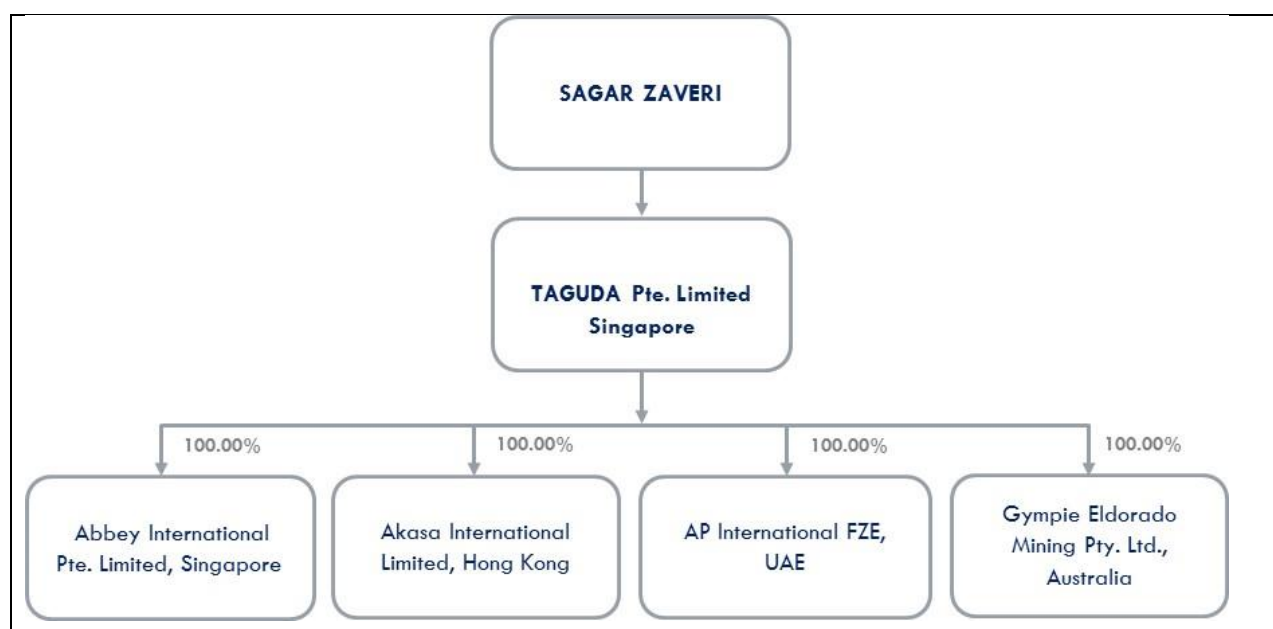 SAGAR ZAVERI
TAGUDA Pte. Limited
Singapore
100.00%
100.00%
100.00%
100.00%
Abbey International
Pte. Limited, Singapore
Akasa International
Limited, Hong Kong
AP International FZE,
UAE
Gympie Eldorado
Mining Pty. Ltd.,
Australia